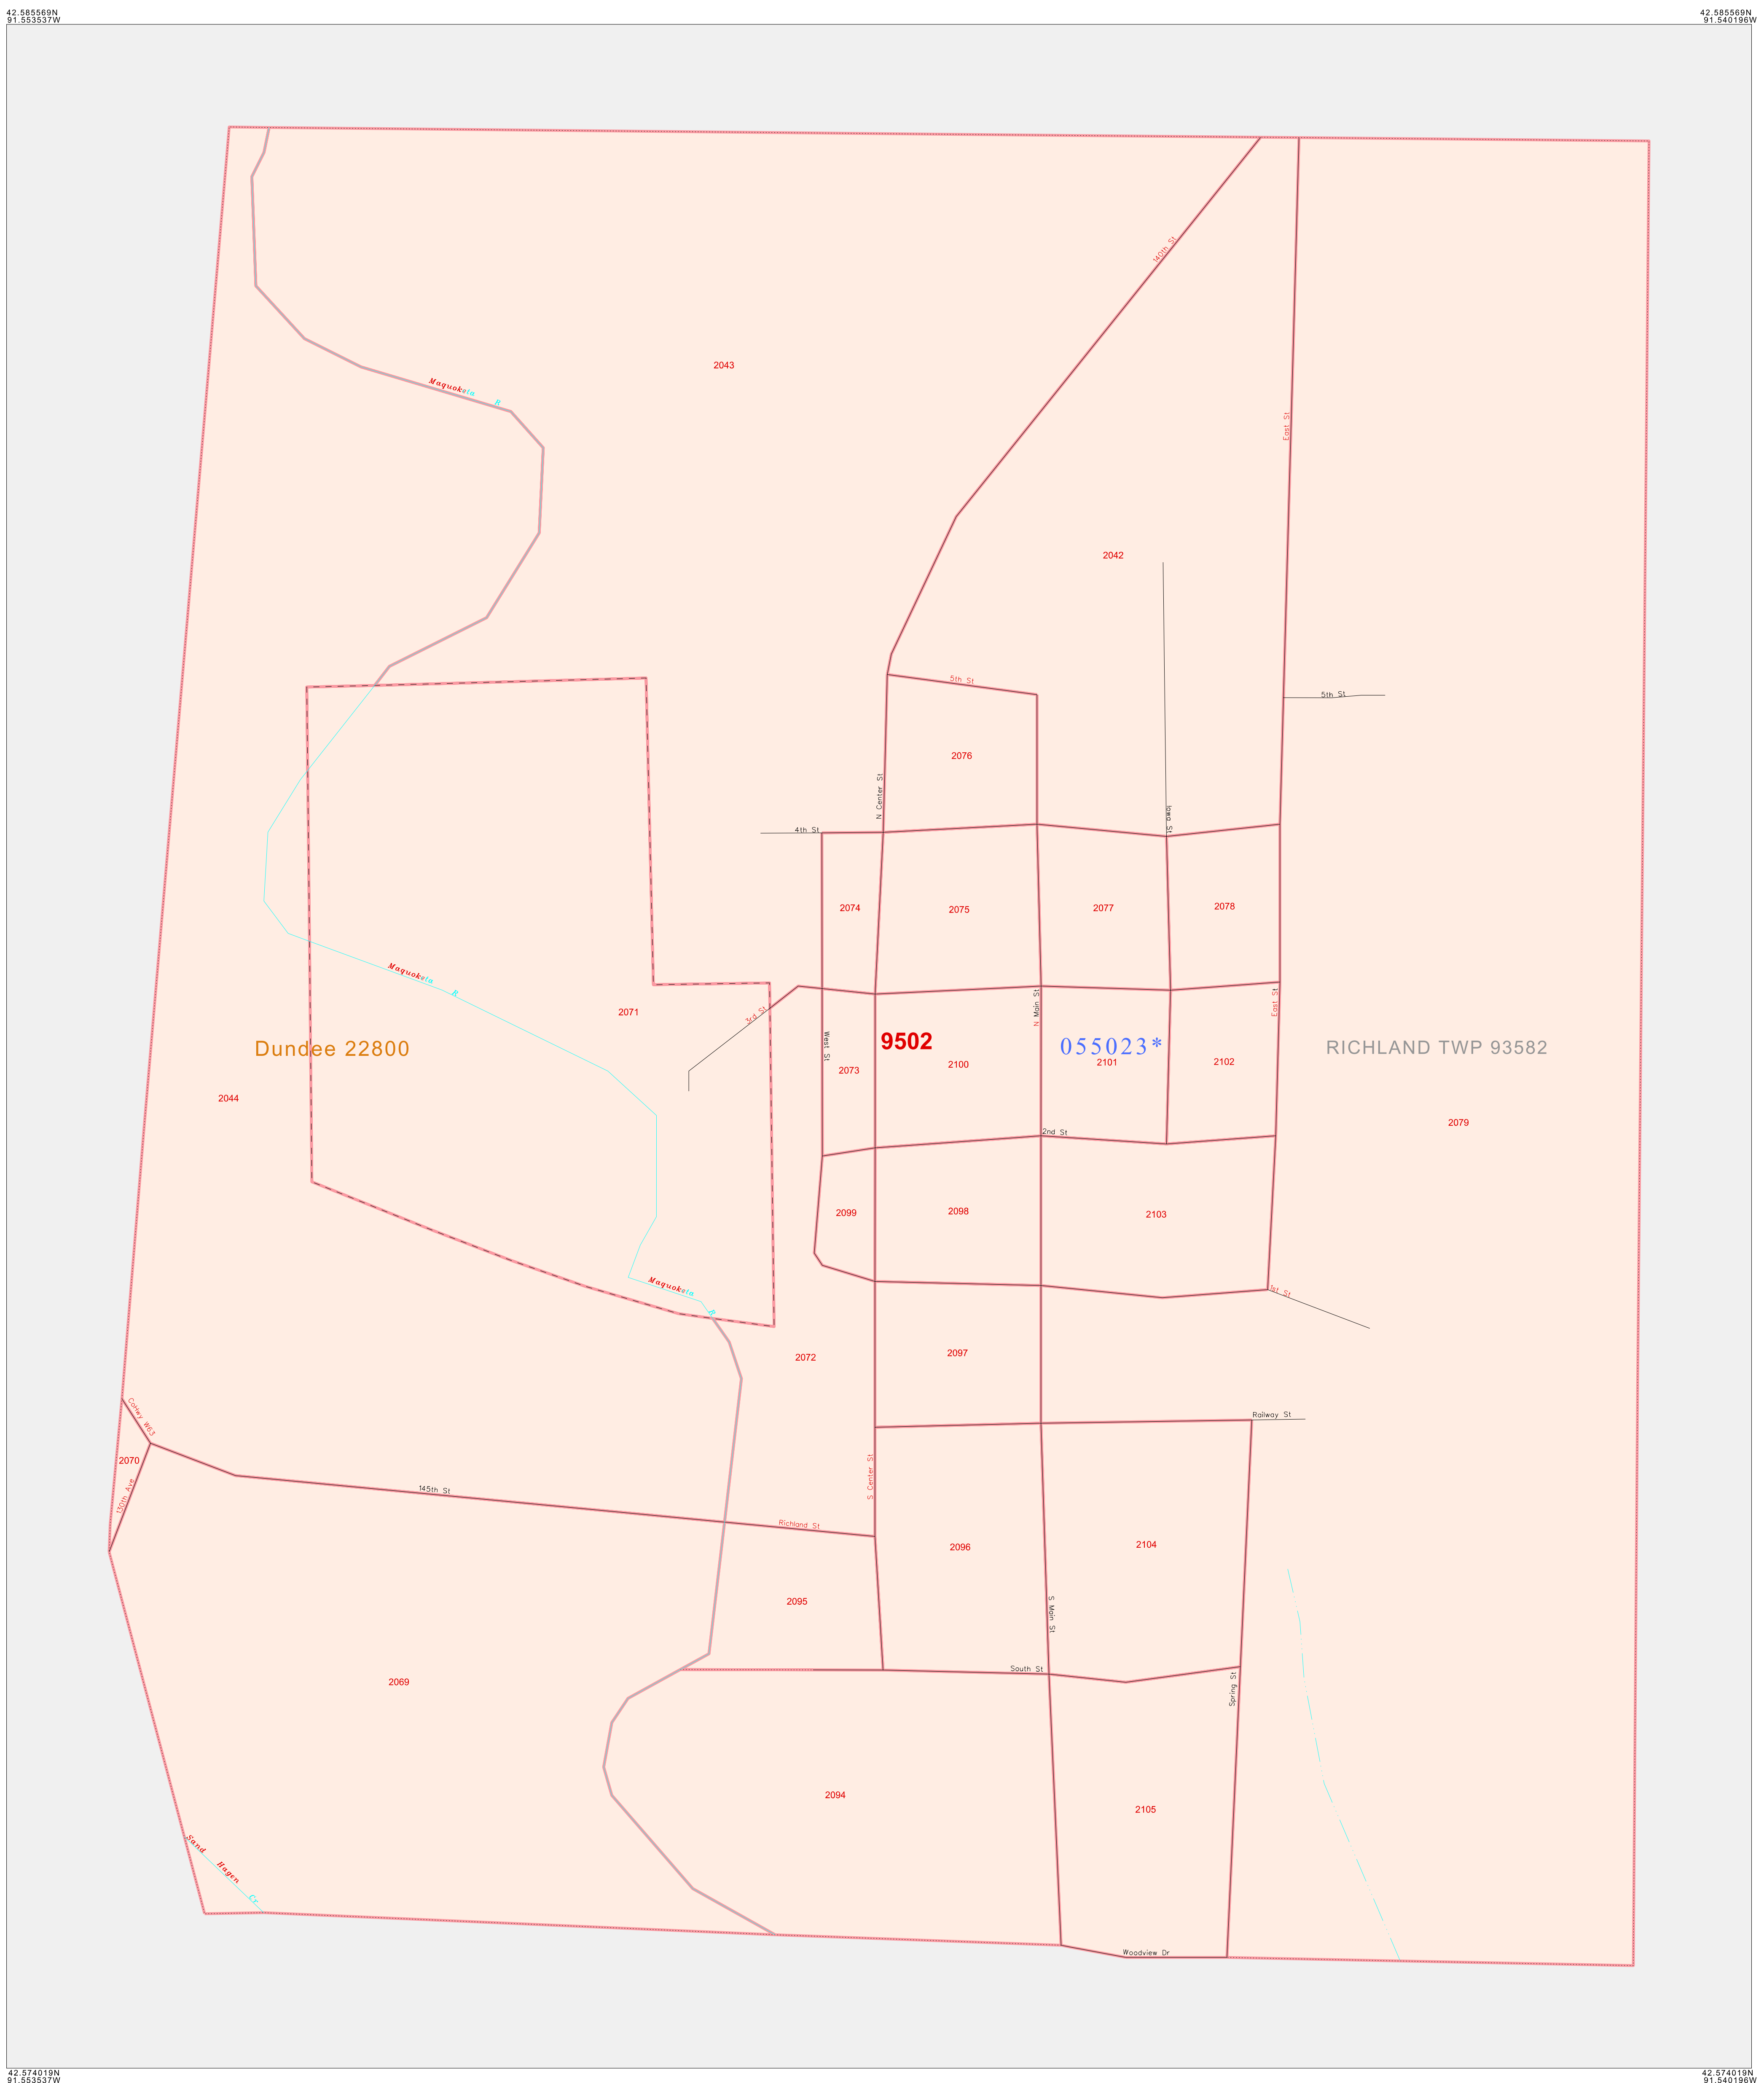 42.585569N
91.553537W
42.585569N
91.540196W
140th St
2043
Maquoketa R
East St
2042
5th St
5th St
2076
N Center St
4th St
Iowa St
2074
2075
2077
2078
Maquoketa R
2071
3rd St
West St
N Main St
East St
9502
055023*
Dundee 22800
RICHLAND TWP 93582
2073
2100
2101
2102
2044
2079
2nd St
2099
2098
2103
Maquoketa R
1st St
2072
2097
CoHwy W63
Railway St
2070
130th Ave
145th St
S Center St
Richland St
2096
2104
2095
S Main St
South St
Spring St
2069
2094
2105
Sand Hagen Cr
Woodview Dr
42.574019N
91.553537W
42.574019N
91.540196W